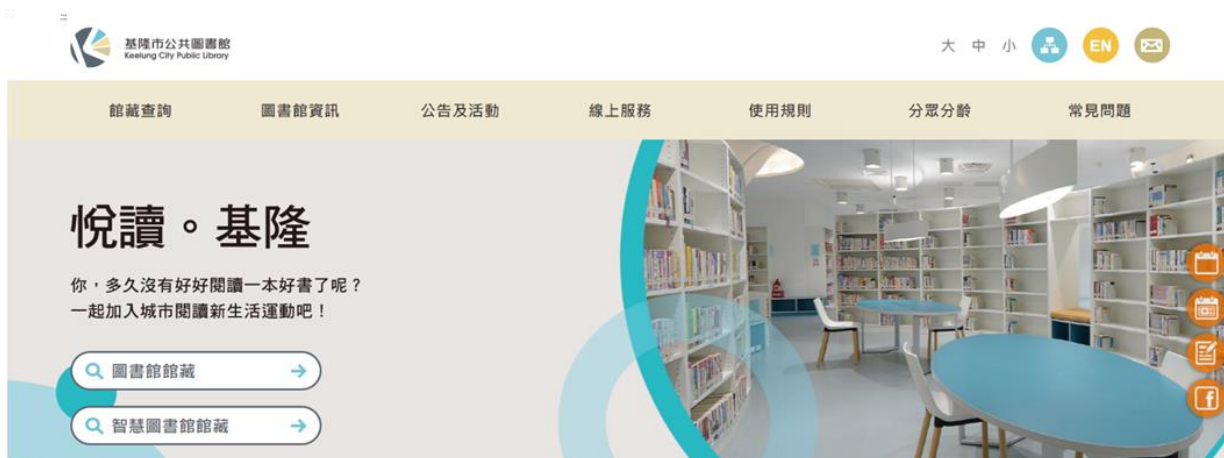 :::
基隆市公共圖書館
Keelung City Public Library
大 中 小 EN
館藏查詢 圖書館資訊 公告及活動 線上服務 使用規則 分眾分齡 常見問題
悅讀。基隆
你，多久沒有好好閱讀一本好書了呢？
一起加入城市閱讀新生活運動吧！
圖書館館藏
智慧圖書館館藏